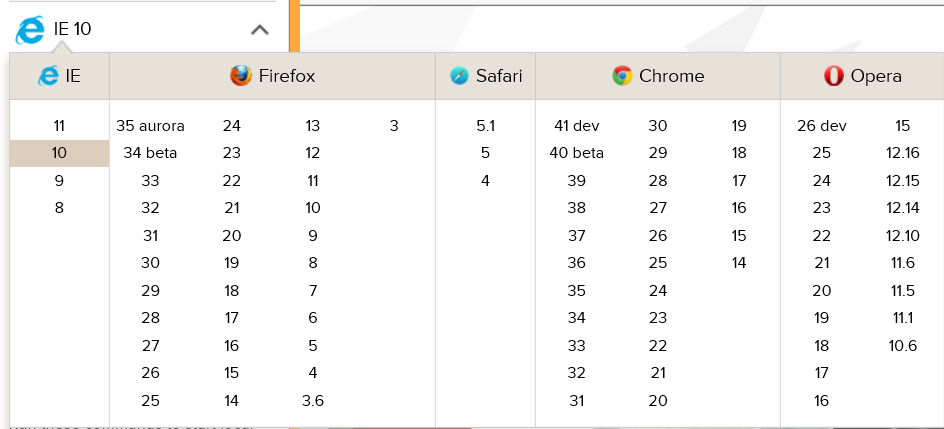 IE 10
IE Firefox Safari Chrome Opera
11 35 aurora 24 13 3 5.1 41 dev 30 19 26 dev 15
10 34 beta 23 12 5 40 beta 29 18 25 12.16
9 33 22 11 4 39 28 17 24 12.15
8 32 21 10 38 27 16 23 12.14
31 20 9 37 26 15 22 12.10
30 19 8 36 25 14 21 11.6
29 18 7 35 24 20 11.5
28 17 6 34 23 19 11.1
27 16 5 33 22 18 10.6
26 15 4 32 21 17
25 14 3.6 31 20 16